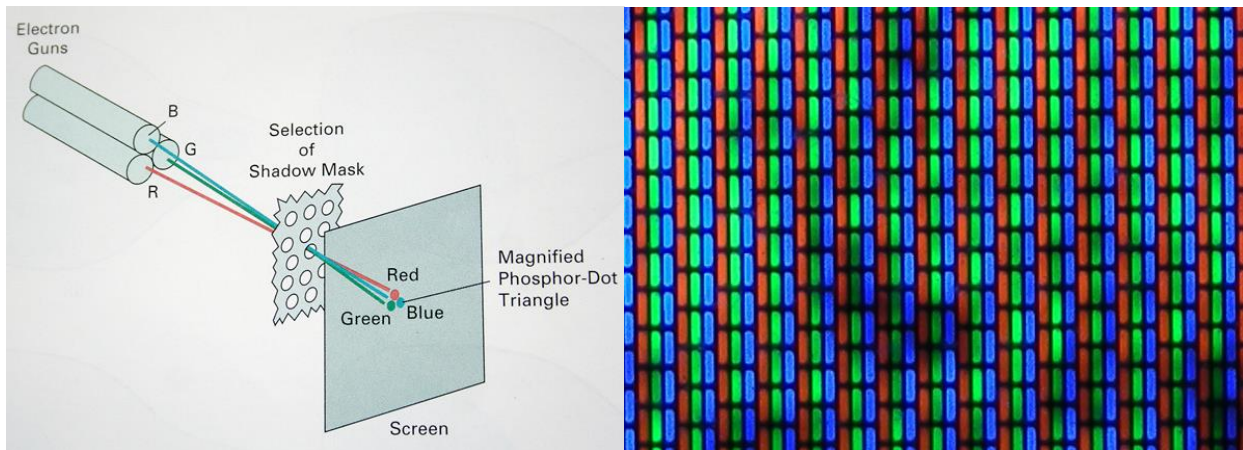 Electron
Guns
B
G
R
Selection
of
Shadow Mask
Red
Green
Blue
Magnified
Phosphor-Dot
Triangle
Screen